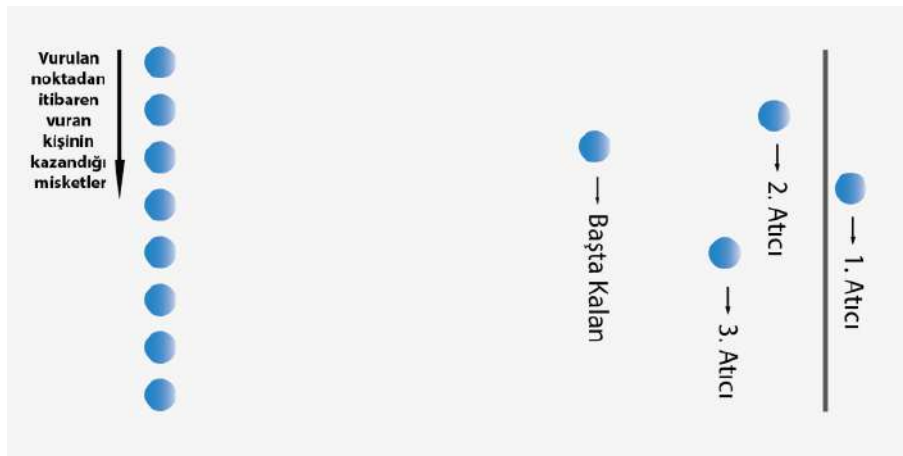 Vurulan
noktadan
itibaren
vuran
kişinin
kazandığı
misketler
→ Başta Kalan
→ 3. Atıcı
→ 2. Atıcı
→ 1. Atıcı